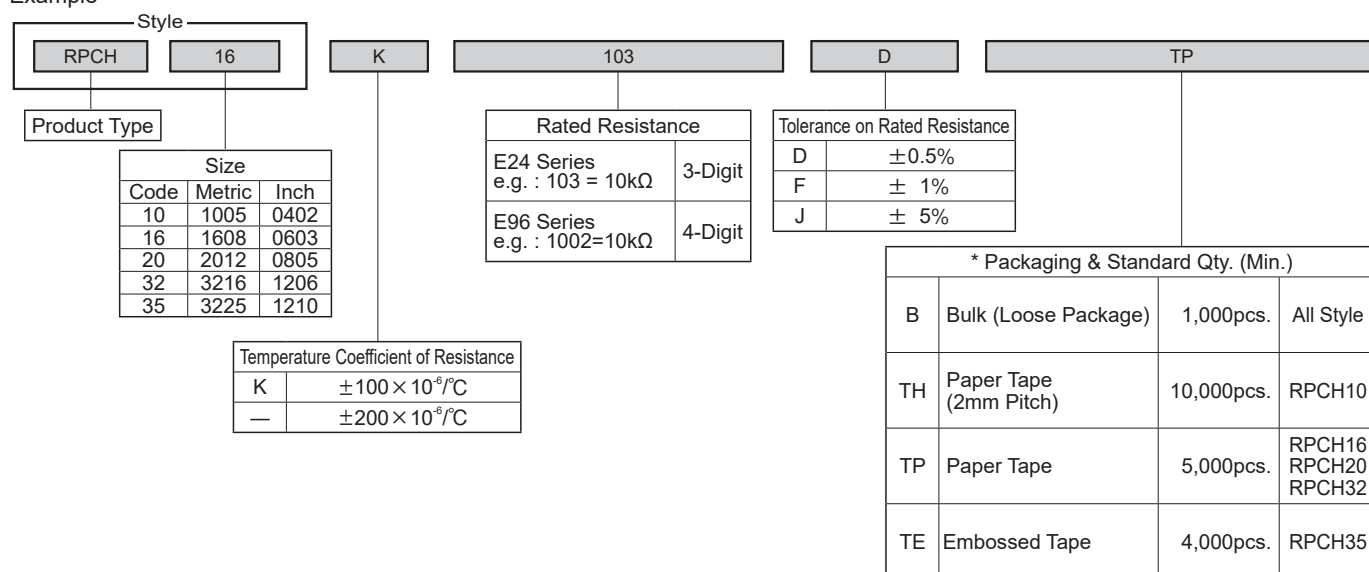 Example
Style
RPCH 16 K 103 D TP
Product Type
Size
Code Metric Inch
10 1005 0402
16 1608 0603
20 2012 0805
32 3216 1206
35 3225 1210
Temperature Coefficient of Resistance
K ±100×10⁻⁶/℃
— ±200×10⁻⁶/℃
Rated Resistance
E24 Series
e.g. : 103 = 10kΩ
3-Digit
E96 Series
e.g. : 1002=10kΩ
4-Digit
Tolerance on Rated Resistance
D ±0.5%
F ± 1%
J ± 5%
* Packaging & Standard Qty. (Min.)
B Bulk (Loose Package) 1,000pcs. All Style
TH Paper Tape
(2mm Pitch)
10,000pcs. RPCH10
TP Paper Tape 5,000pcs. RPCH16
RPCH20
RPCH32
TE Embossed Tape 4,000pcs. RPCH35